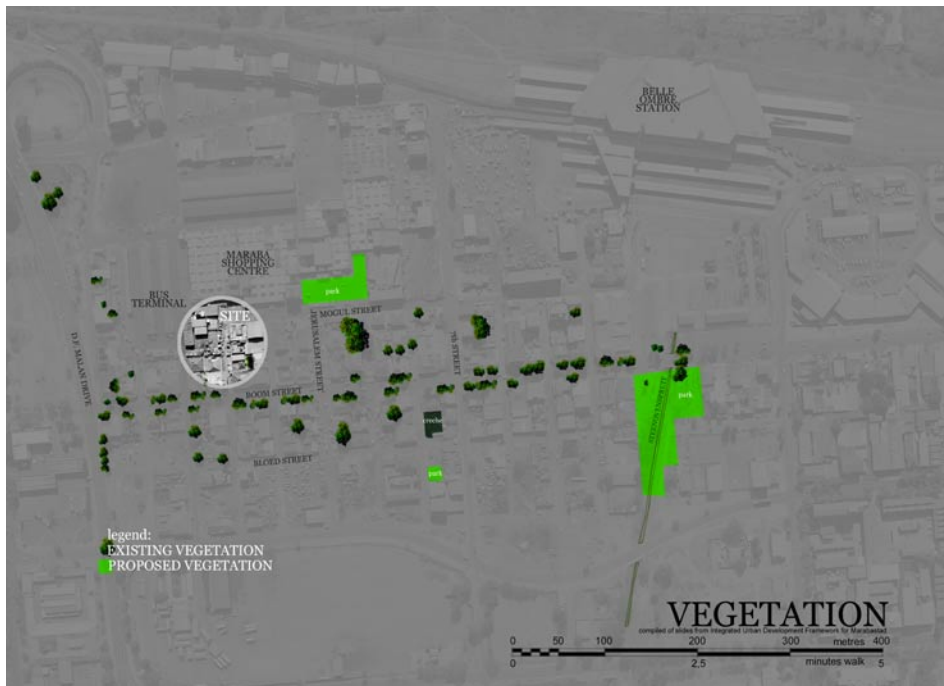 BELLE
OMBRE
STATION
MARABA
SHOPPING
CENTRE
BUS
TERMINAL
SITE
park
MOGUL STREET
JERUSALEM STREET
7th STREET
D.F. MALAN DRIVE
BOOM STREET
park
creche
BLOED STREET
park
legend:
EXISTING VEGETATION
PROPOSED VEGETATION
VEGETATION
compiled of slides from Integrated Urban Development Framework for Marabastad
0 50 100 200 300 metres 400
0 2.5 minutes walk 5